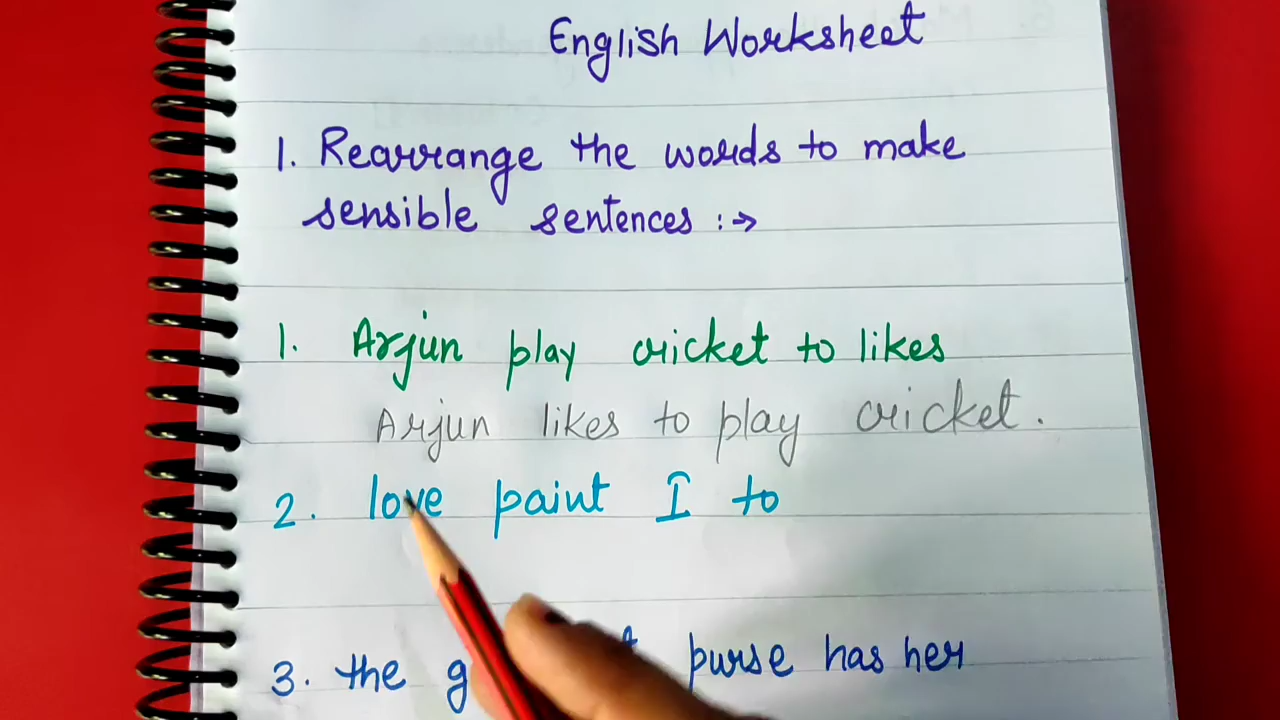 English Worksheet
1. Rearrange the words to make
sensible sentences :→
1. Arjun play cricket to likes
Arjun likes to play cricket.
2. love paint I to
3. the purse has her